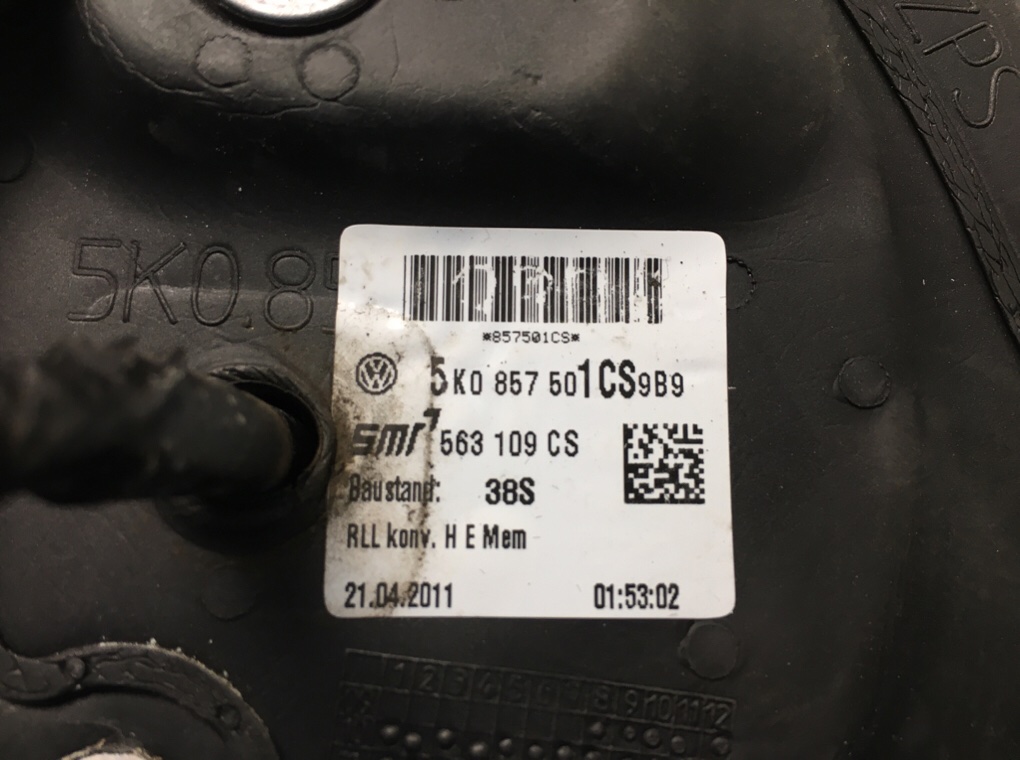 ZPS
5K0.85
*857501CS*
5K0 857 501CS9B9
smr 563 109 CS
Baustand: 38S
RLL konv. H E Mem
21.04.2011 01:53:02
1 2 3 4 5 6 7 8 9 10 11 12